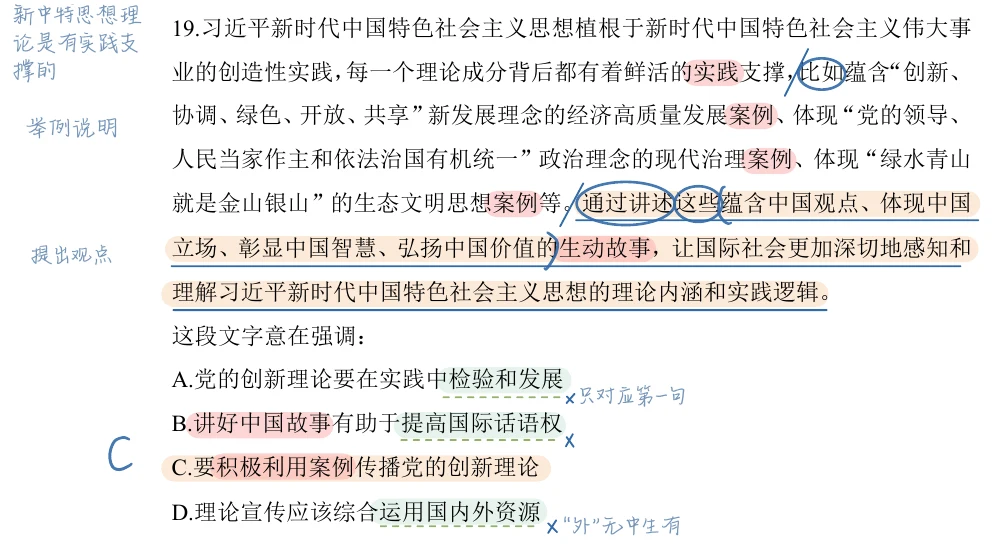 新中特思想理
论是有实践支
撑的
19.习近平新时代中国特色社会主义思想植根于新时代中国特色社会主义伟大事
业的创造性实践,每一个理论成分背后都有着鲜活的实践支撑,比如蕴含“创新、
举例说明
协调、绿色、开放、共享”新发展理念的经济高质量发展案例、体现“党的领导、
人民当家作主和依法治国有机统一”政治理念的现代治理案例、体现“绿水青山
就是金山银山”的生态文明思想案例等。通过讲述这些蕴含中国观点、体现中国
提出观点
立场、彰显中国智慧、弘扬中国价值的生动故事,让国际社会更加深切地感知和
理解习近平新时代中国特色社会主义思想的理论内涵和实践逻辑。
这段文字意在强调:
A.党的创新理论要在实践中检验和发展
x只对应第一句
B.讲好中国故事有助于提高国际话语权
x
C
C.要积极利用案例传播党的创新理论
D.理论宣传应该综合运用国内外资源
x“外”无中生有